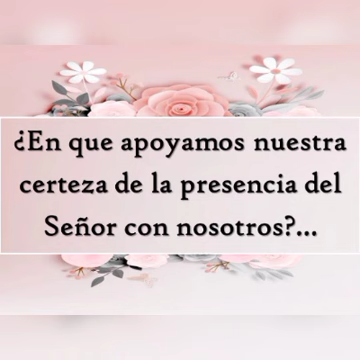 ¿En que apoyamos nuestra
certeza de la presencia del
Señor con nosotros?...